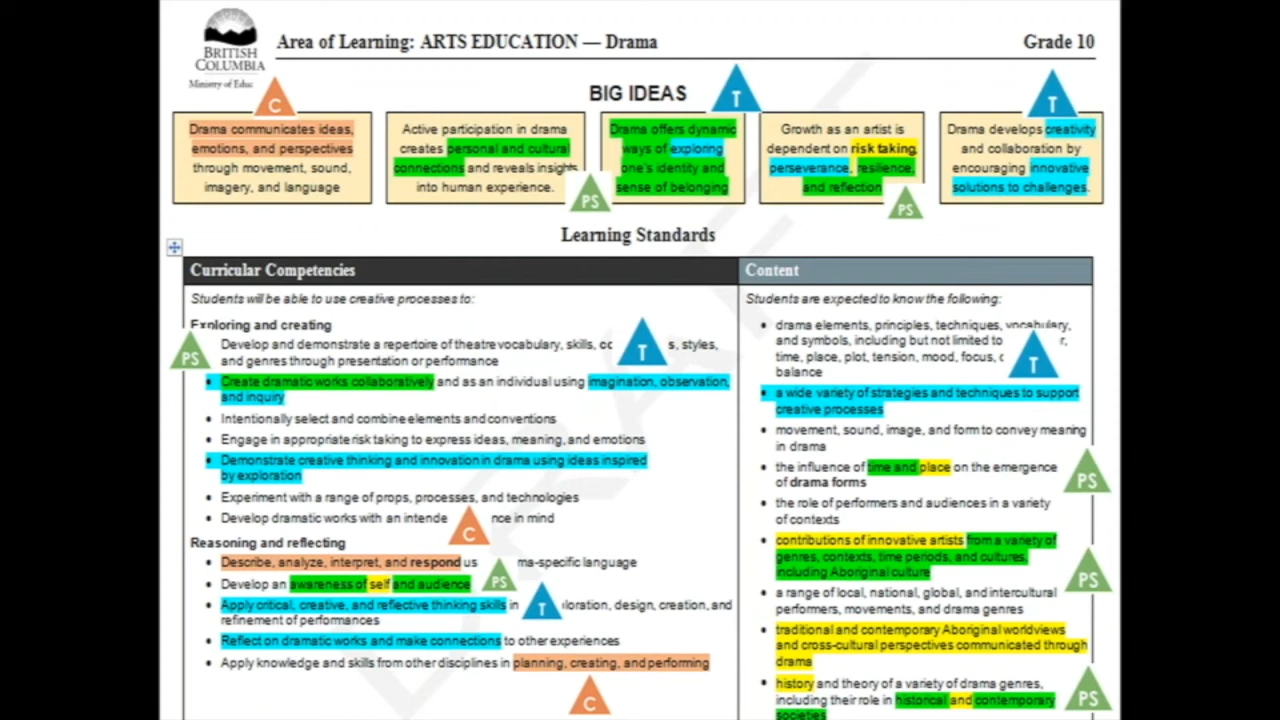 BRITISH
COLUMBIA
Ministry of Educ
Area of Learning: ARTS EDUCATION — Drama
Grade 10
BIG IDEAS
C
T
T
Drama communicates ideas,
emotions, and perspectives
through movement, sound,
imagery, and language
Active participation in drama
creates personal and cultural
connections and reveals insights
into human experience.
PS
Drama offers dynamic
ways of exploring
one's identity and
sense of belonging
Growth as an artist is
dependent on risk taking,
perseverance, resilience,
and reflection
PS
Drama develops creativity
and collaboration by
encouraging innovative
solutions to challenges.
Learning Standards
Curricular Competencies
Students will be able to use creative processes to:
Exploring and creating
PS
T
Develop and demonstrate a repertoire of theatre vocabulary, skills, s, styles,
and genres through presentation or performance
• Create dramatic works collaboratively and as an individual using imagination, observation,
and inquiry
• Intentionally select and combine elements and conventions
• Engage in appropriate risk taking to express ideas, meaning, and emotions
• Demonstrate creative thinking and innovation in drama using ideas inspired
by exploration
• Experiment with a range of props, processes, and technologies
• Develop dramatic works with an intende nce in mind
C
Reasoning and reflecting
• Describe, analyze, interpret, and respond us ma-specific language
• Develop an awareness of self and audience
PS
• Apply critical, creative, and reflective thinking skills in loration, design, creation, and
refinement of performances
T
• Reflect on dramatic works and make connections to other experiences
• Apply knowledge and skills from other disciplines in planning, creating, and performing
C
Content
Students are expected to know the following:
• drama elements, principles, techniques, vocabulary,
and symbols, including but not limited to r,
time, place, plot, tension, mood, focus, c
balance
T
• a wide variety of strategies and techniques to support
creative processes
• movement, sound, image, and form to convey meaning
in drama
• the influence of time and place on the emergence
of drama forms
PS
• the role of performers and audiences in a variety
of contexts
• contributions of innovative artists from a variety of
genres, contexts, time periods, and cultures,
including Aboriginal culture
PS
• a range of local, national, global, and intercultural
performers, movements, and drama genres
• traditional and contemporary Aboriginal worldviews
and cross-cultural perspectives communicated through
drama
• history and theory of a variety of drama genres,
including their role in historical and contemporary
societies
PS
DRAFT